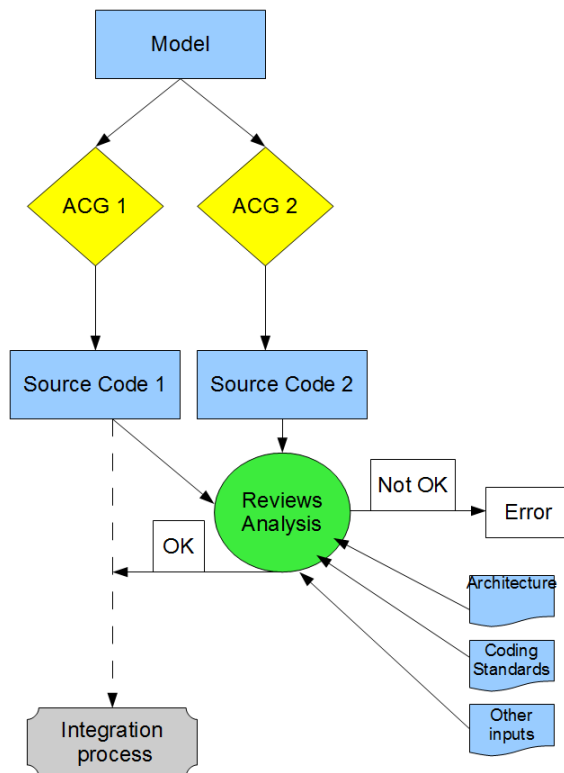 Model
ACG 1
ACG 2
Source Code 1
Source Code 2
Reviews
Analysis
Not OK
Error
OK
Architecture
Coding
Standards
Other
inputs
Integration
process